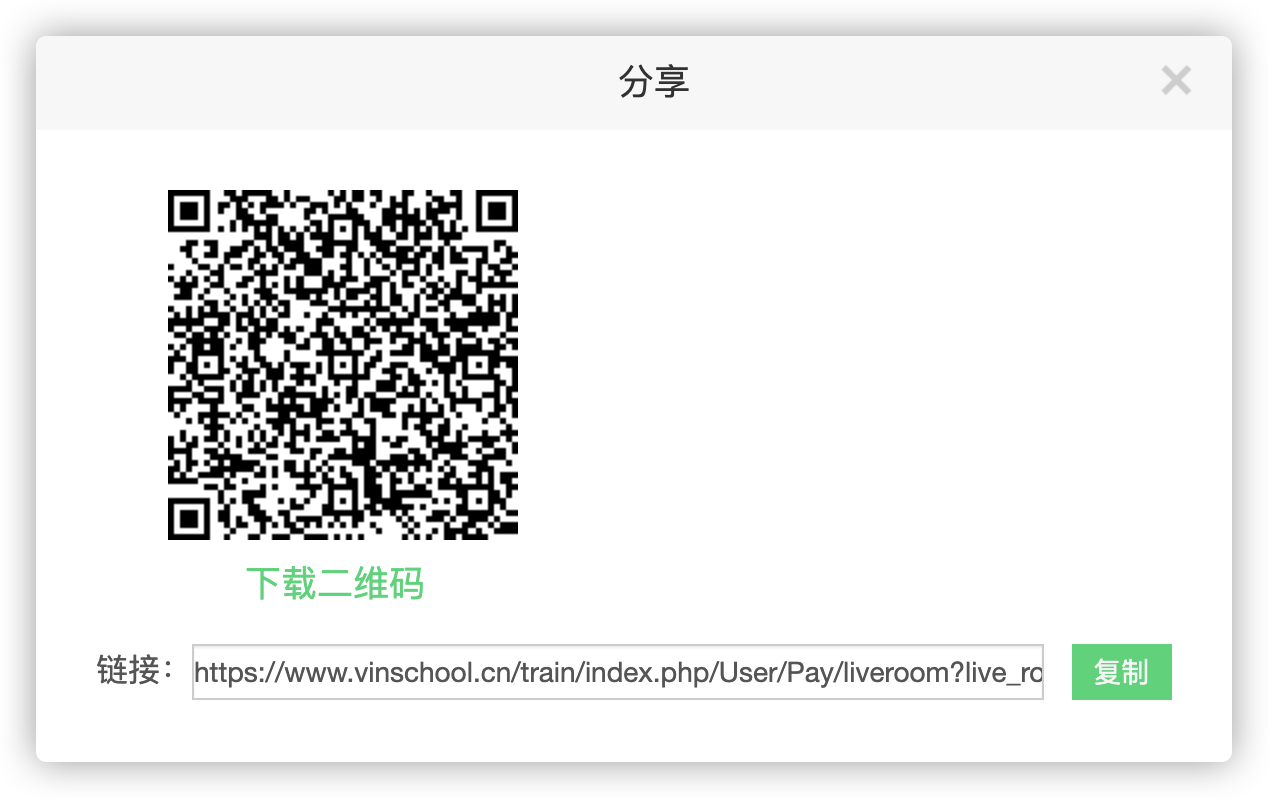 分享
下载二维码
链接： https://www.vinschool.cn/train/index.php/User/Pay/liveroom?live_ro 复制